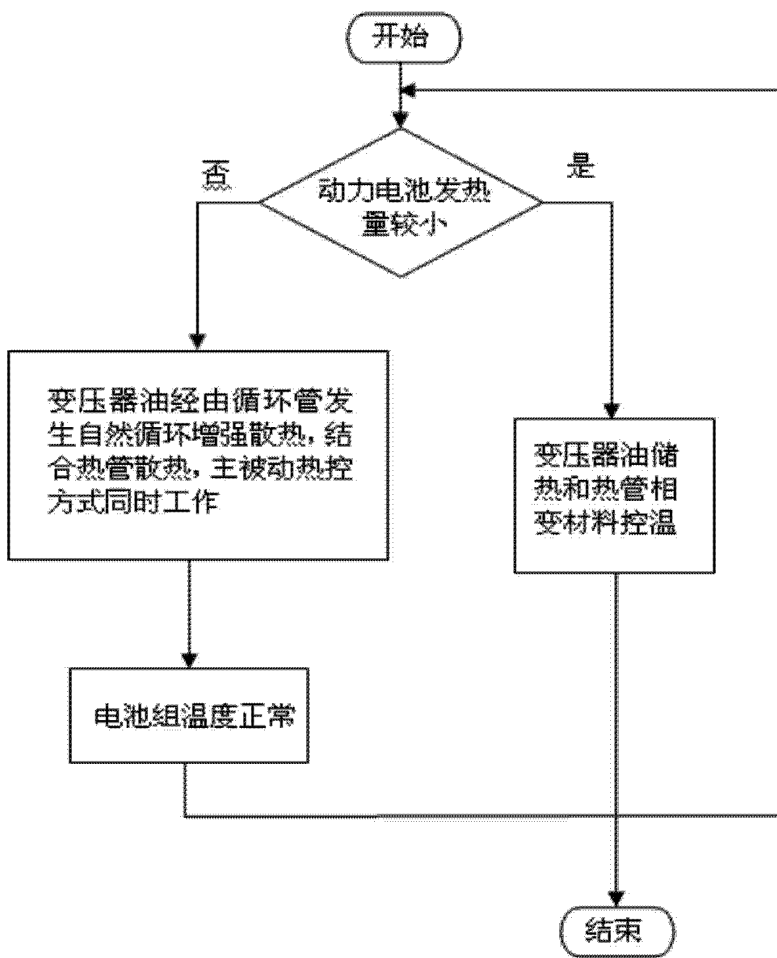 开始
否
是
动力电池发热
量较小
变压器油经由循环管发
生自然循环增强散热，结
合热管散热，主被动热控
方式同时工作
变压器油储
热和热管相
变材料控温
电池组温度正常
结束